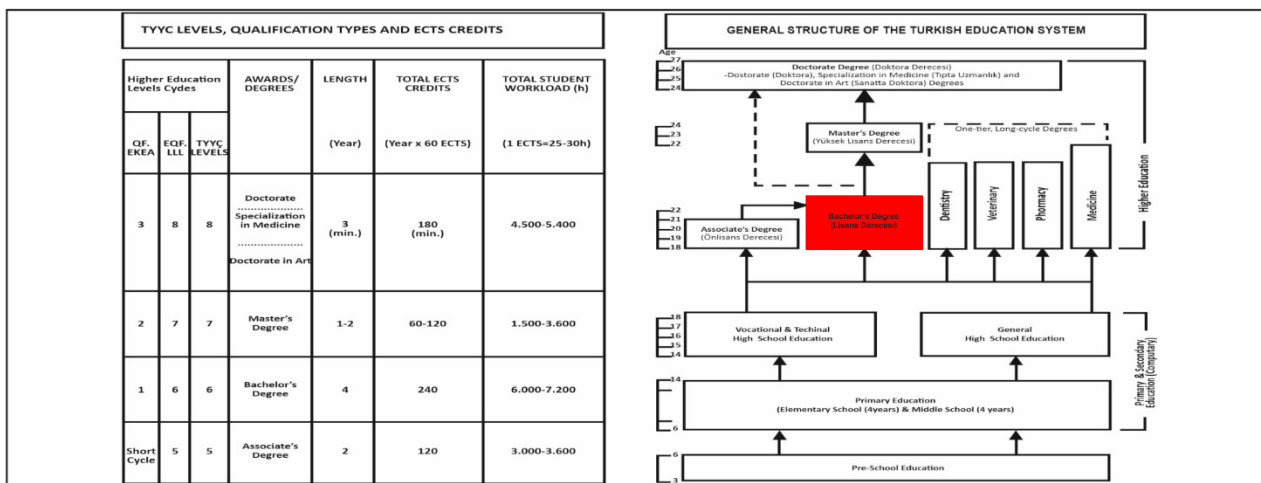 TYYC LEVELS, QUALIFICATION TYPES AND ECTS CREDITS
Higher Education
Levels Cydes
AWARDS/
DEGREES
LENGTH
(Year)
TOTAL ECTS
CREDITS
(Year x 60 ECTS)
TOTAL STUDENT
WORKLOAD (h)
(1 ECTS=25-30h)
QF.
EKEA
EQF.
LLL
TYYÇ
LEVELS
3
8
8
Doctorate
Specialization
in Medicine
Doctorate in Art
3
(min.)
180
(min.)
4.500-5.400
2
7
7
Master's
Degree
1-2
60-120
1.500-3.600
1
6
6
Bachelor's
Degree
4
240
6.000-7.200
Short
Cycle
5
5
Associate's
Degree
2
120
3.000-3.600
GENERAL STRUCTURE OF THE TURKISH EDUCATION SYSTEM
Age
27
26
25
24
Doctorate Degree (Doktora Derecesi)
-Dostorate (Doktora), Specialization in Medicine (Tıpta Uzmanlık) and
Doctorate in Art (Sanatta Doktora) Degrees
24
23
22
Master's Degree
(Yüksek Lisans Derecesi)
One-tier, Long-cycle Degrees
22
21
20
19
18
Associate's Degree
(Önlisans Derecesi)
Bachelor's Degree
(Lisans Derecesi)
Dentistry
Veterinary
Pharmacy
Medicine
Higher Education
18
17
16
15
14
Vocational & Techinal
High School Education
General
High School Education
14
6
Primary Education
(Elementary School (4years) & Middle School (4 years)
Primary & Secondary
Education (Computary)
6
3
Pre-School Education